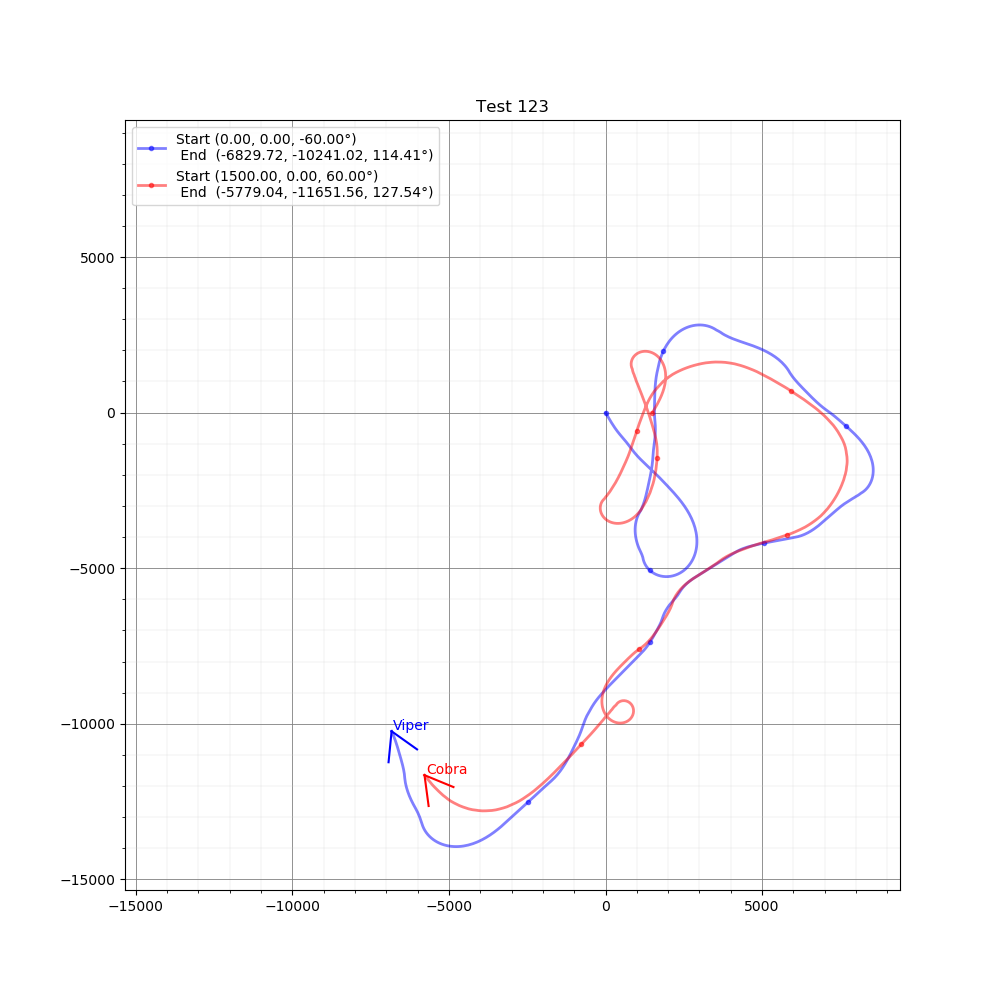 Test 123
Start (0.00, 0.00, -60.00°)
End (-6829.72, -10241.02, 114.41°)
Start (1500.00, 0.00, 60.00°)
End (-5779.04, -11651.56, 127.54°)
5000
0
−5000
−10000
−15000
Viper
Cobra
−15000 −10000 −5000 0 5000